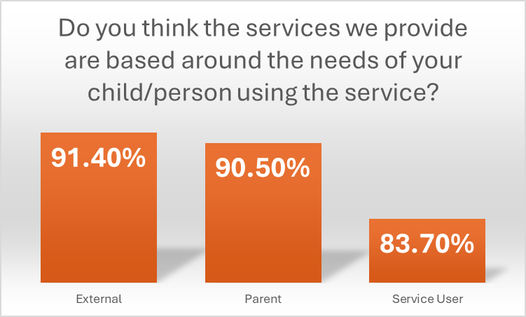 Do you think the services we provide
are based around the needs of your
child/person using the service?
91.40%
90.50%
83.70%
External
Parent
Service User